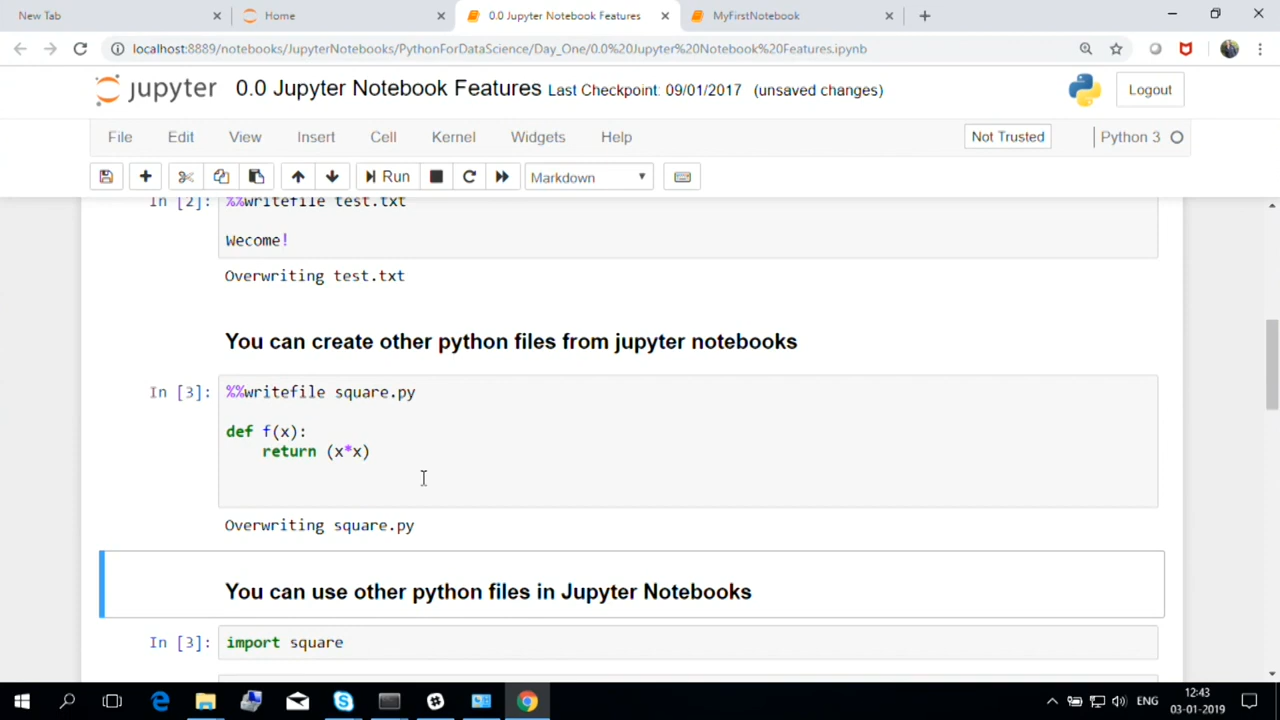 New Tab
Home
0.0 Jupyter Notebook Features
MyFirstNotebook
localhost:8889/notebooks/JupyterNotebooks/PythonForDataScience/Day_One/0.0%20Jupyter%20Notebook%20Features.ipynb
jupyter 0.0 Jupyter Notebook Features Last Checkpoint: 09/01/2017 (unsaved changes)
Logout
File Edit View Insert Cell Kernel Widgets Help
Not Trusted
Python 3
Run
Markdown
In [2]: %%writefile test.txt
Wecome!
Overwriting test.txt
You can create other python files from jupyter notebooks
In [3]: %%writefile square.py
def f(x):
    return (x*x)
Overwriting square.py
You can use other python files in Jupyter Notebooks
In [3]: import square
ENG
12:43
03-01-2019